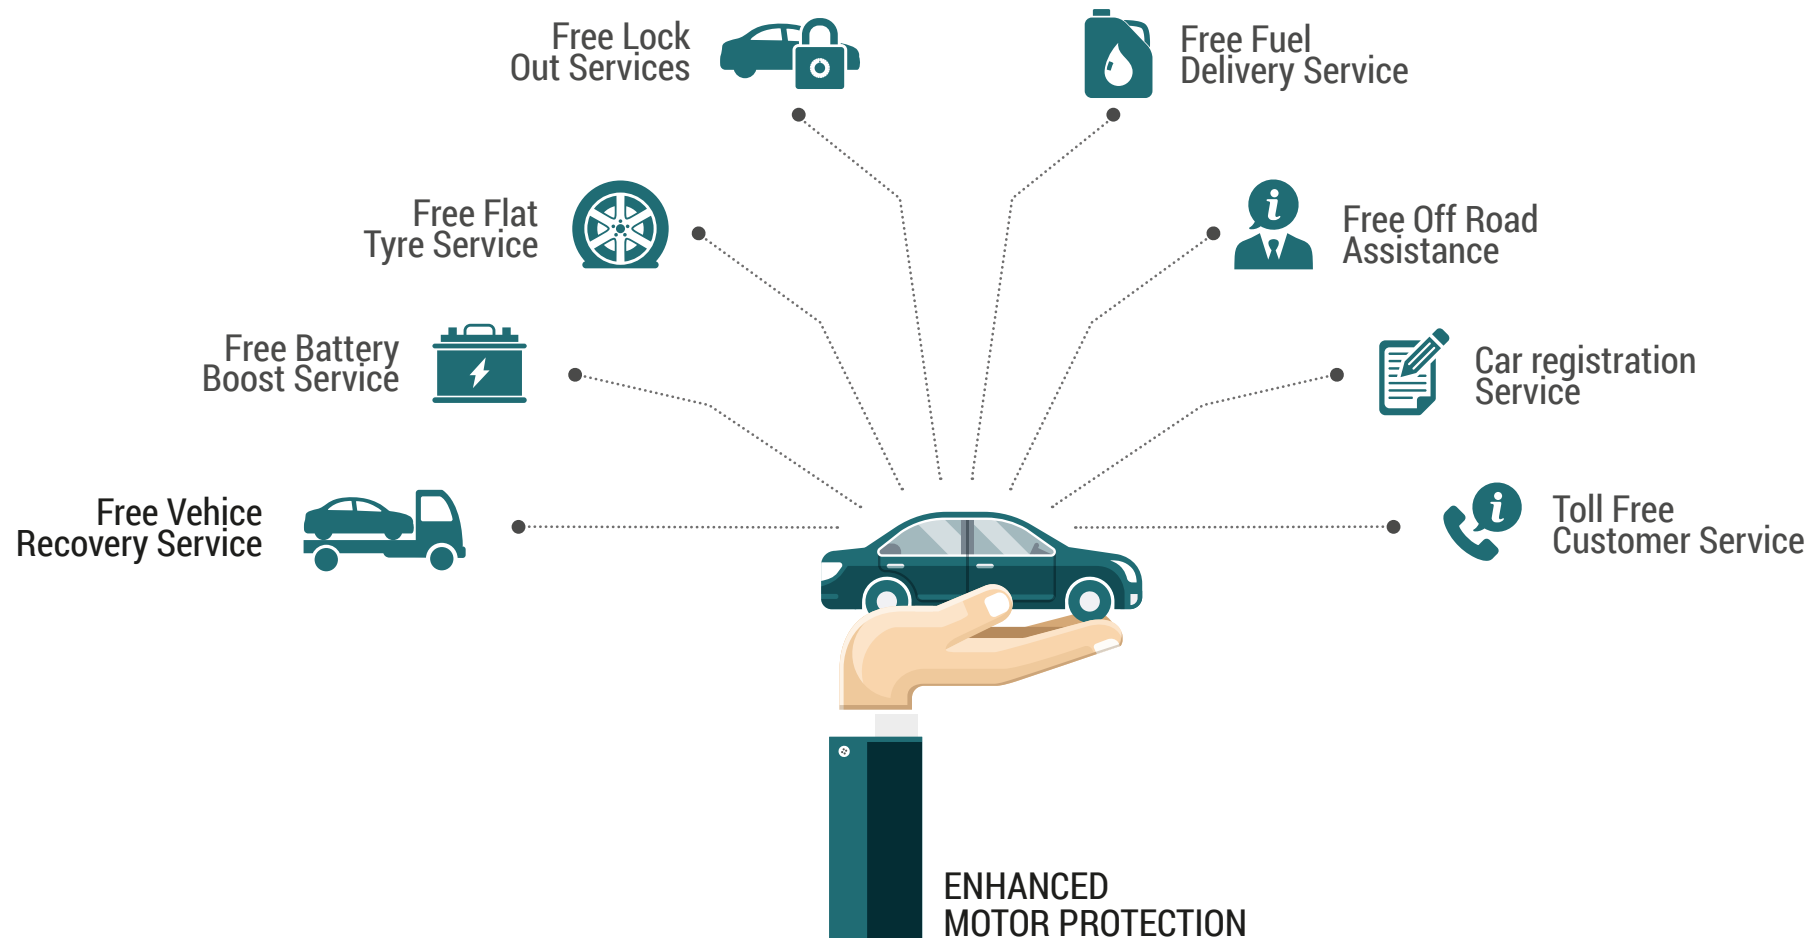 Free Lock
Out Services
Free Fuel
Delivery Service
Free Flat
Tyre Service
Free Off Road
Assistance
Free Battery
Boost Service
Car registration
Service
Free Vehice
Recovery Service
Toll Free
Customer Service
ENHANCED
MOTOR PROTECTION